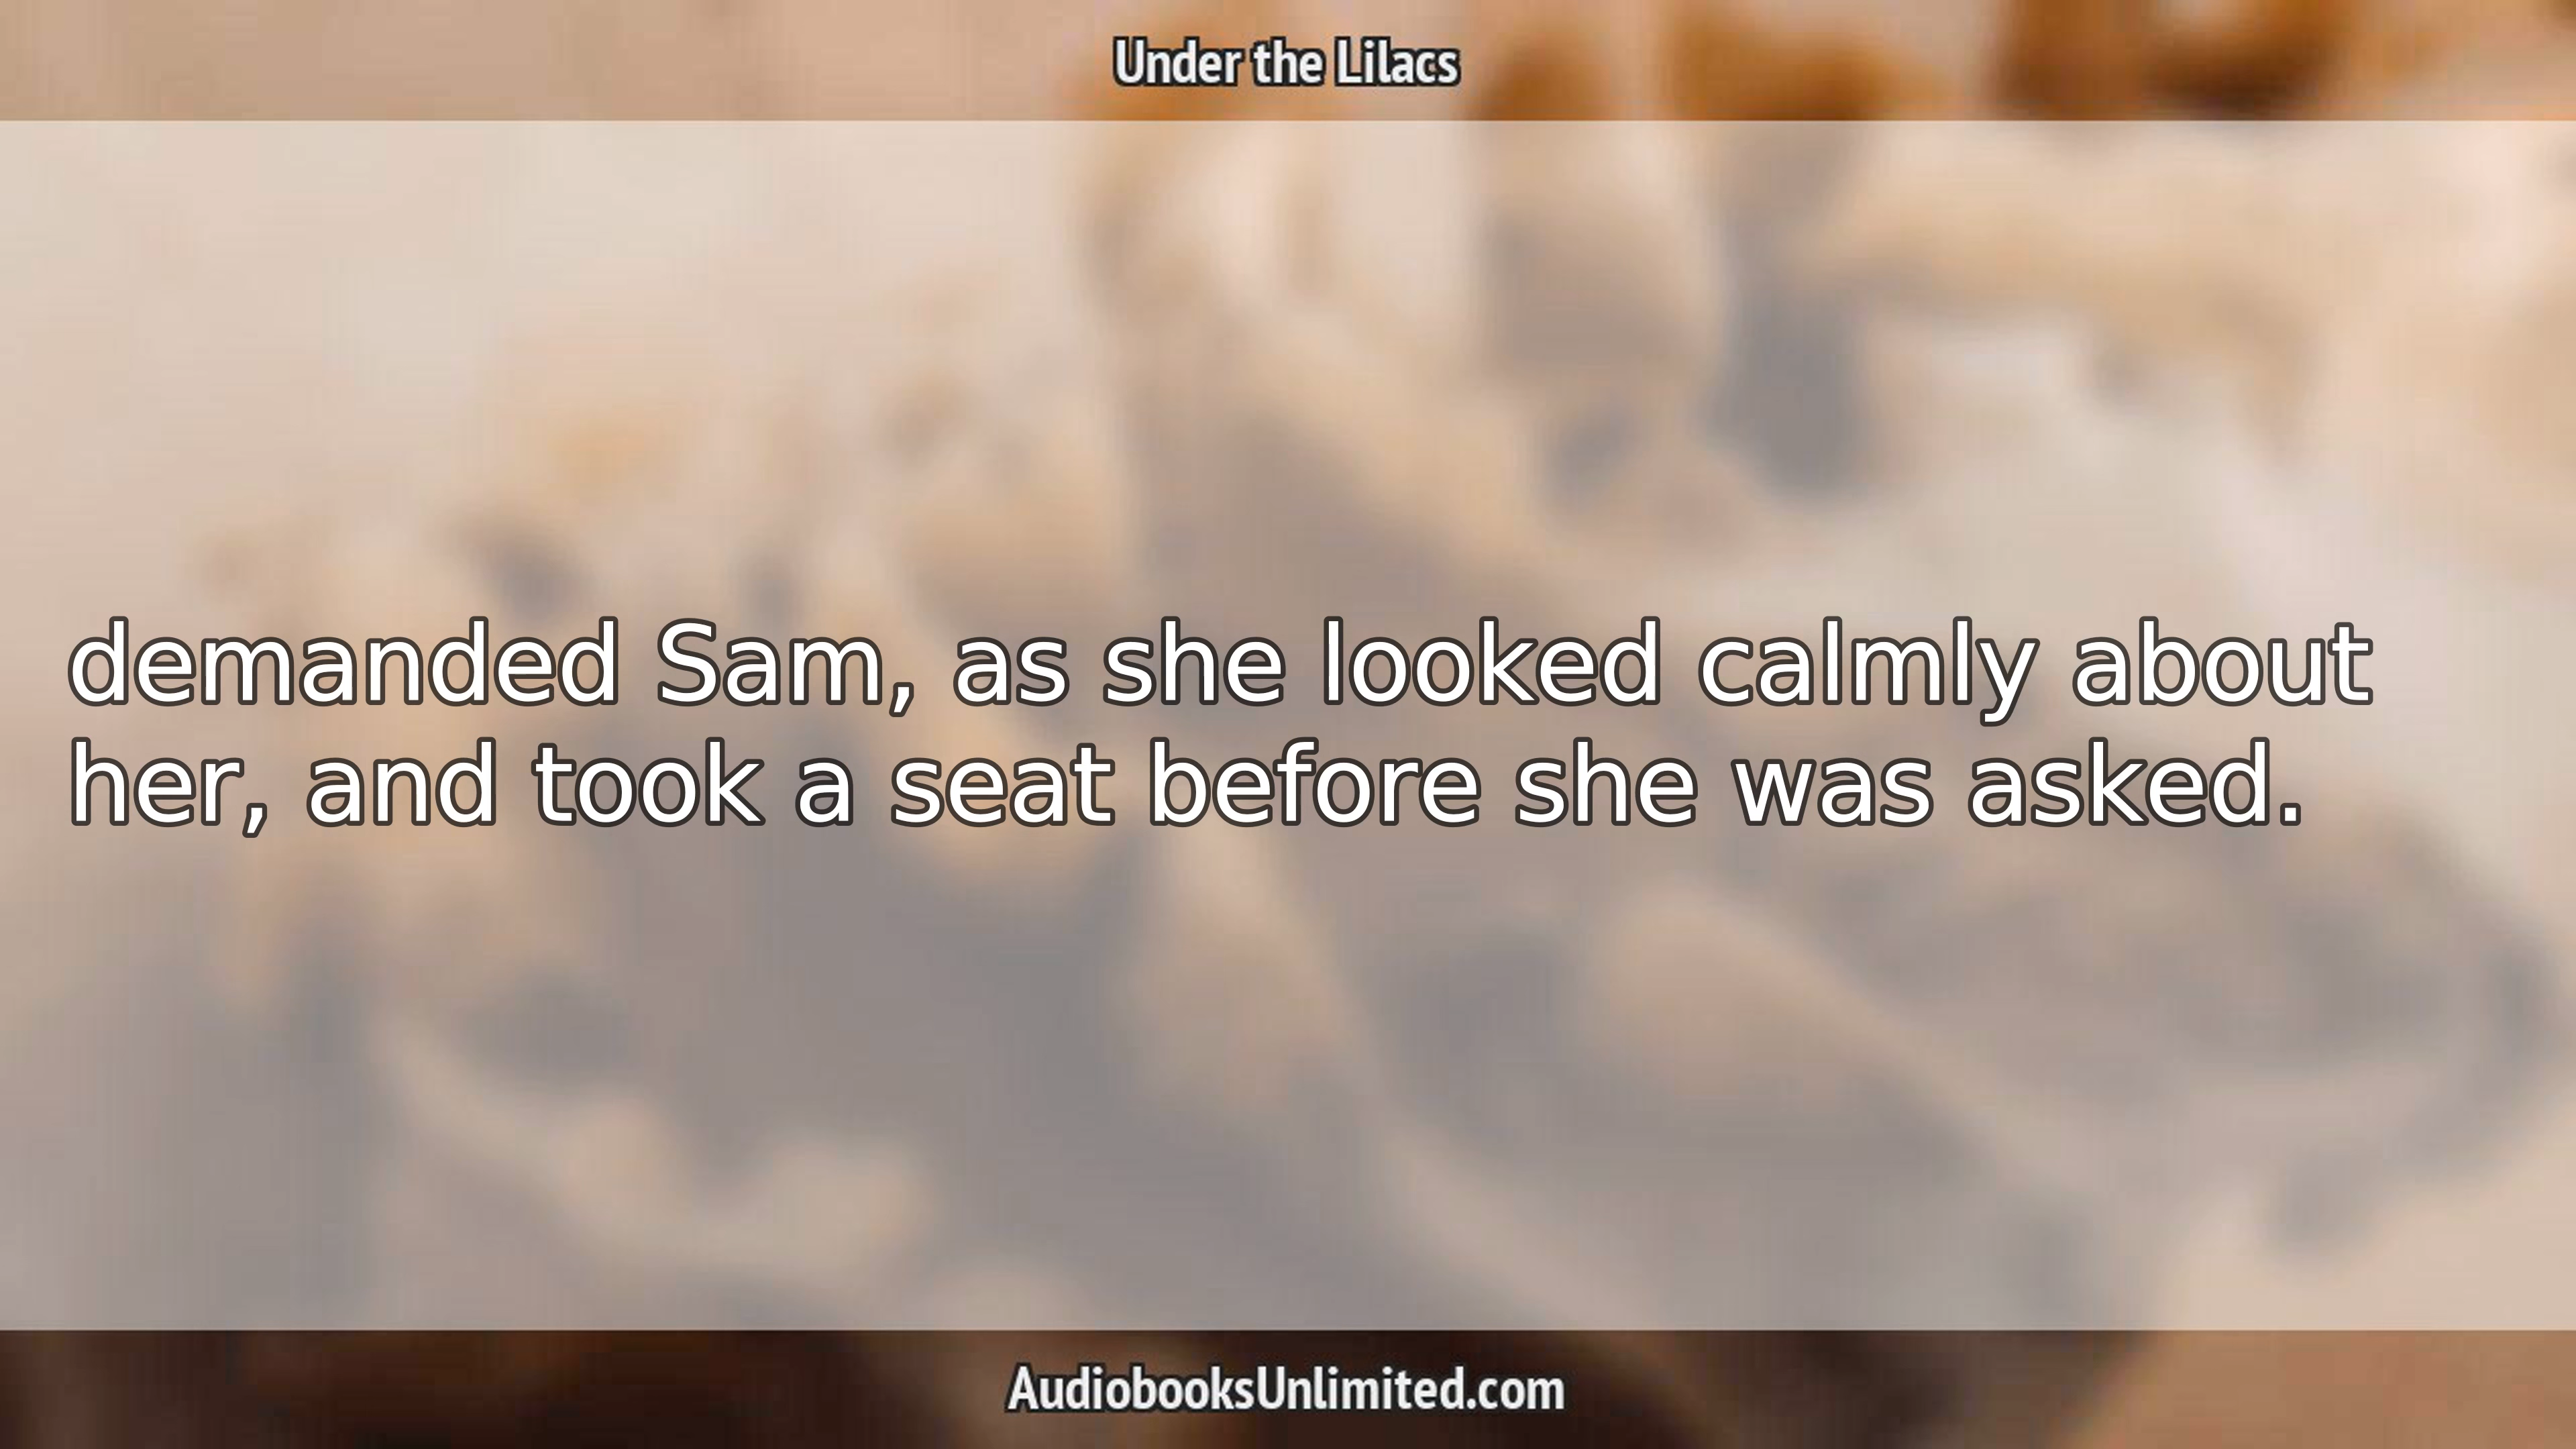 Under the Lilacs
demanded Sam, as she looked calmly about
her, and took a seat before she was asked.
AudiobooksUnlimited.com